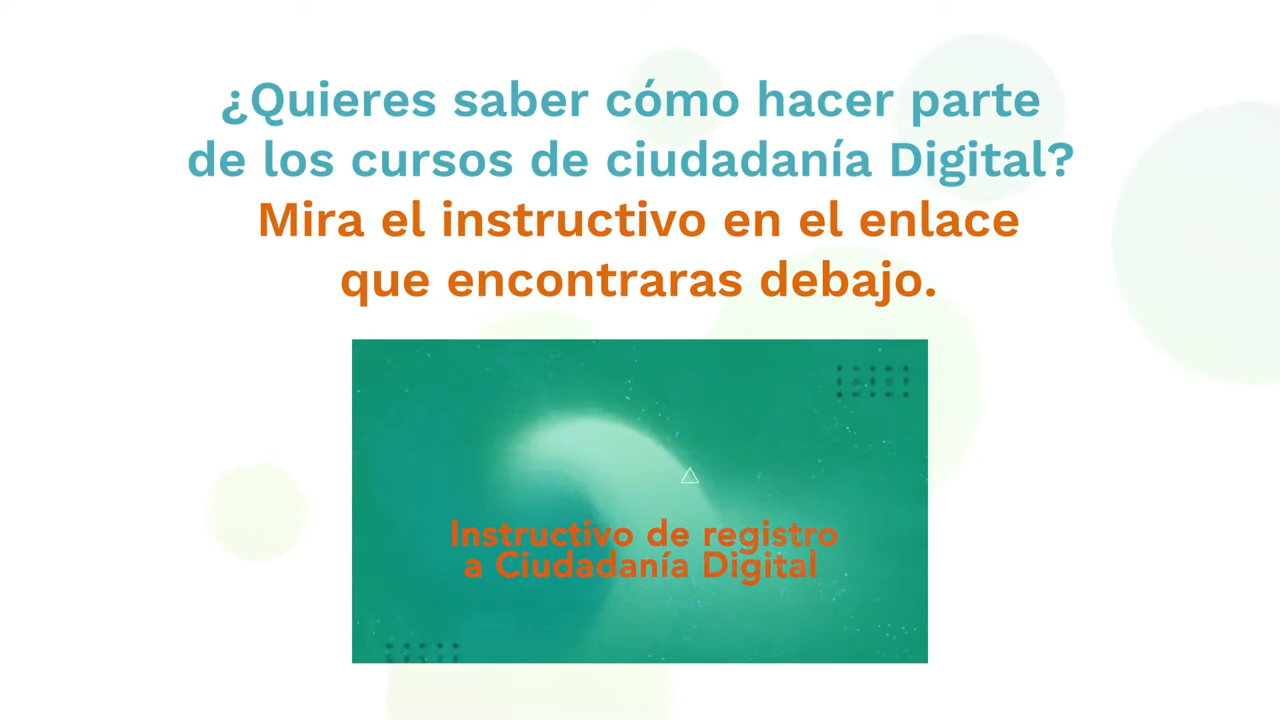 ¿Quieres saber cómo hacer parte
de los cursos de ciudadanía Digital?
Mira el instructivo en el enlace
que encontraras debajo.
Instructivo de registro
a Ciudadanía Digital